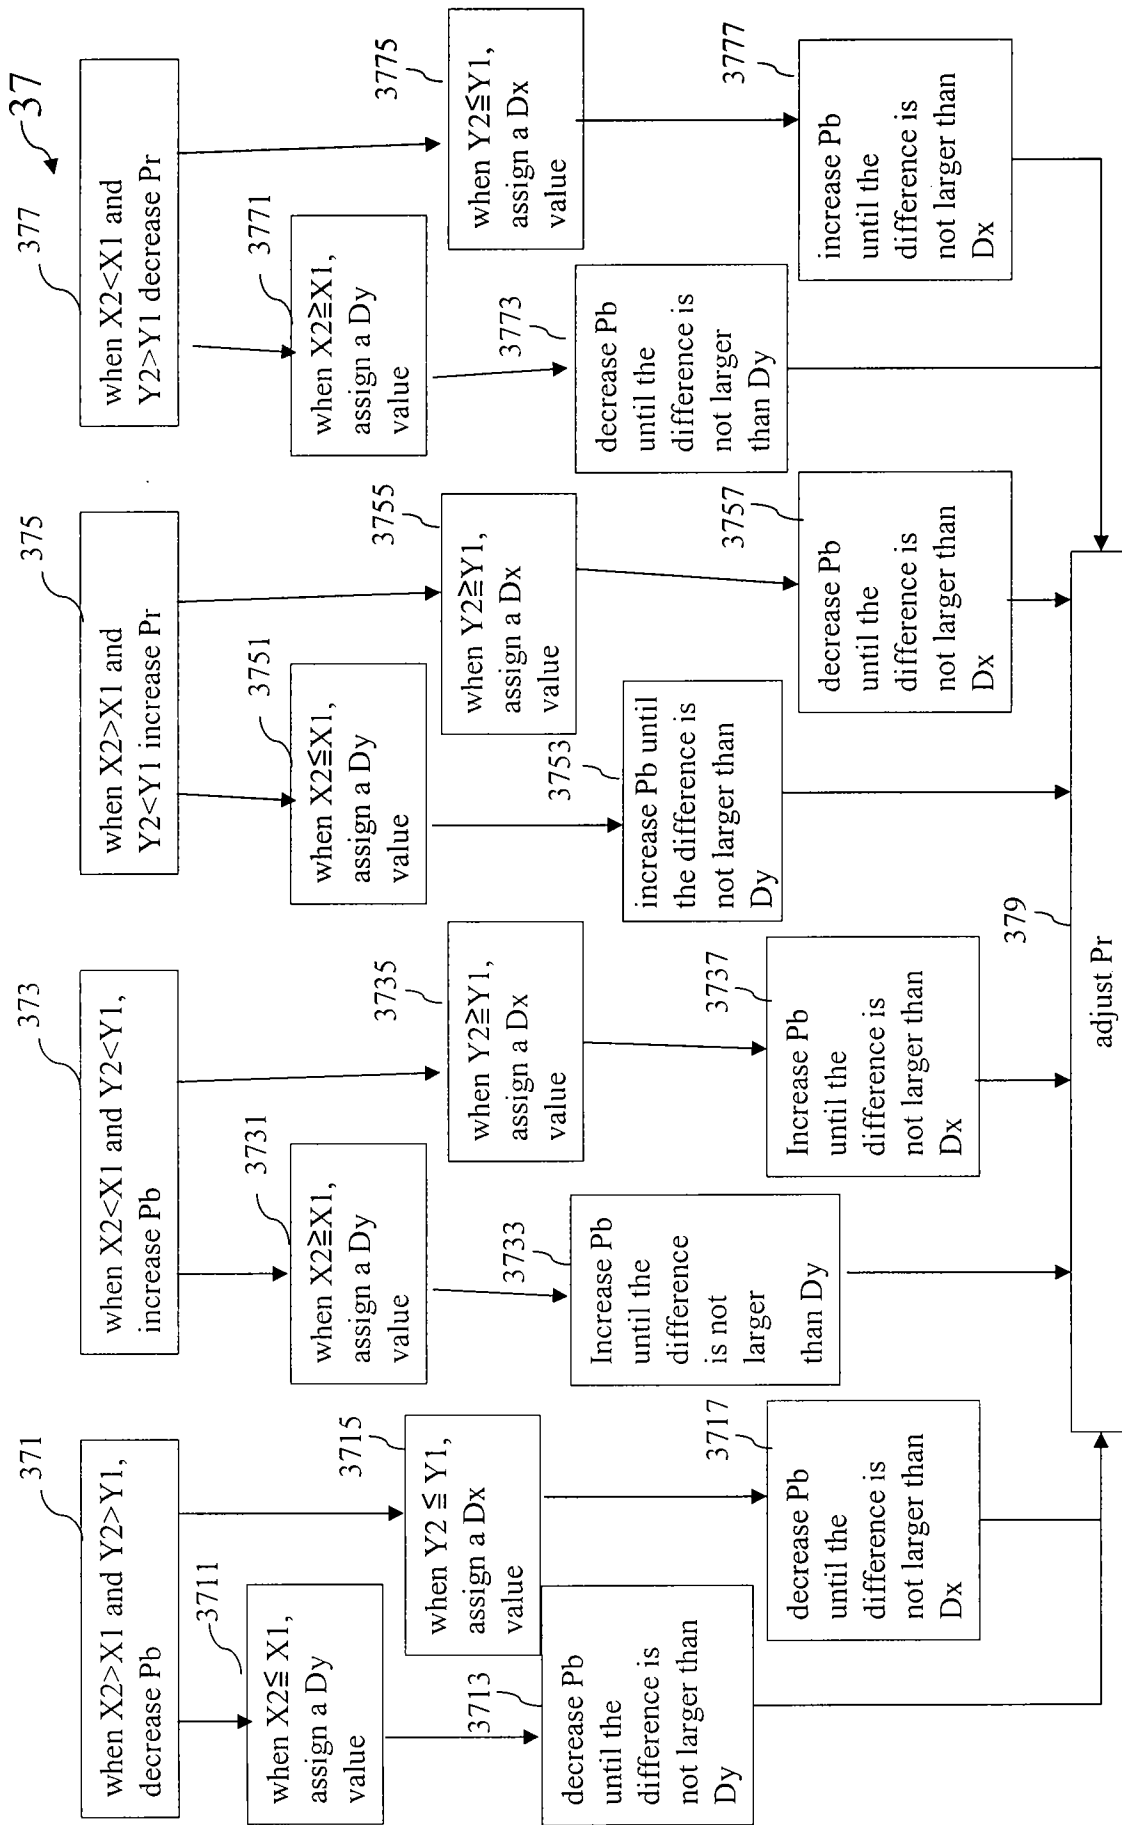 37
371
when X2>X1 and Y2>Y1,
decrease Pb
3711
when X2≦ X1,
assign a Dy
value
3713
decrease Pb
until the
difference is
not larger than
Dy
3715
when Y2 ≦ Y1,
assign a Dx
value
3717
decrease Pb
until the
difference is
not larger than
Dx
373
when X2<X1 and Y2<Y1,
increase Pb
3731
when X2≧X1,
assign a Dy
value
3733
Increase Pb
until the
difference
is not
larger
than Dy
3735
when Y2≧Y1,
assign a Dx
value
3737
Increase Pb
until the
difference is
not larger than
Dx
375
when X2>X1 and
Y2<Y1 increase Pr
3751
when X2≦X1,
assign a Dy
value
3753
increase Pb until
the difference is
not larger than
Dy
3755
when Y2≧Y1,
assign a Dx
value
3757
decrease Pb
until the
difference is
not larger than
Dx
377
when X2<X1 and
Y2>Y1 decrease Pr
3771
when X2≧X1,
assign a Dy
value
3773
decrease Pb
until the
difference is
not larger
than Dy
3775
when Y2≦Y1,
assign a Dx
value
3777
increase Pb
until the
difference is
not larger than
Dx
379
adjust Pr